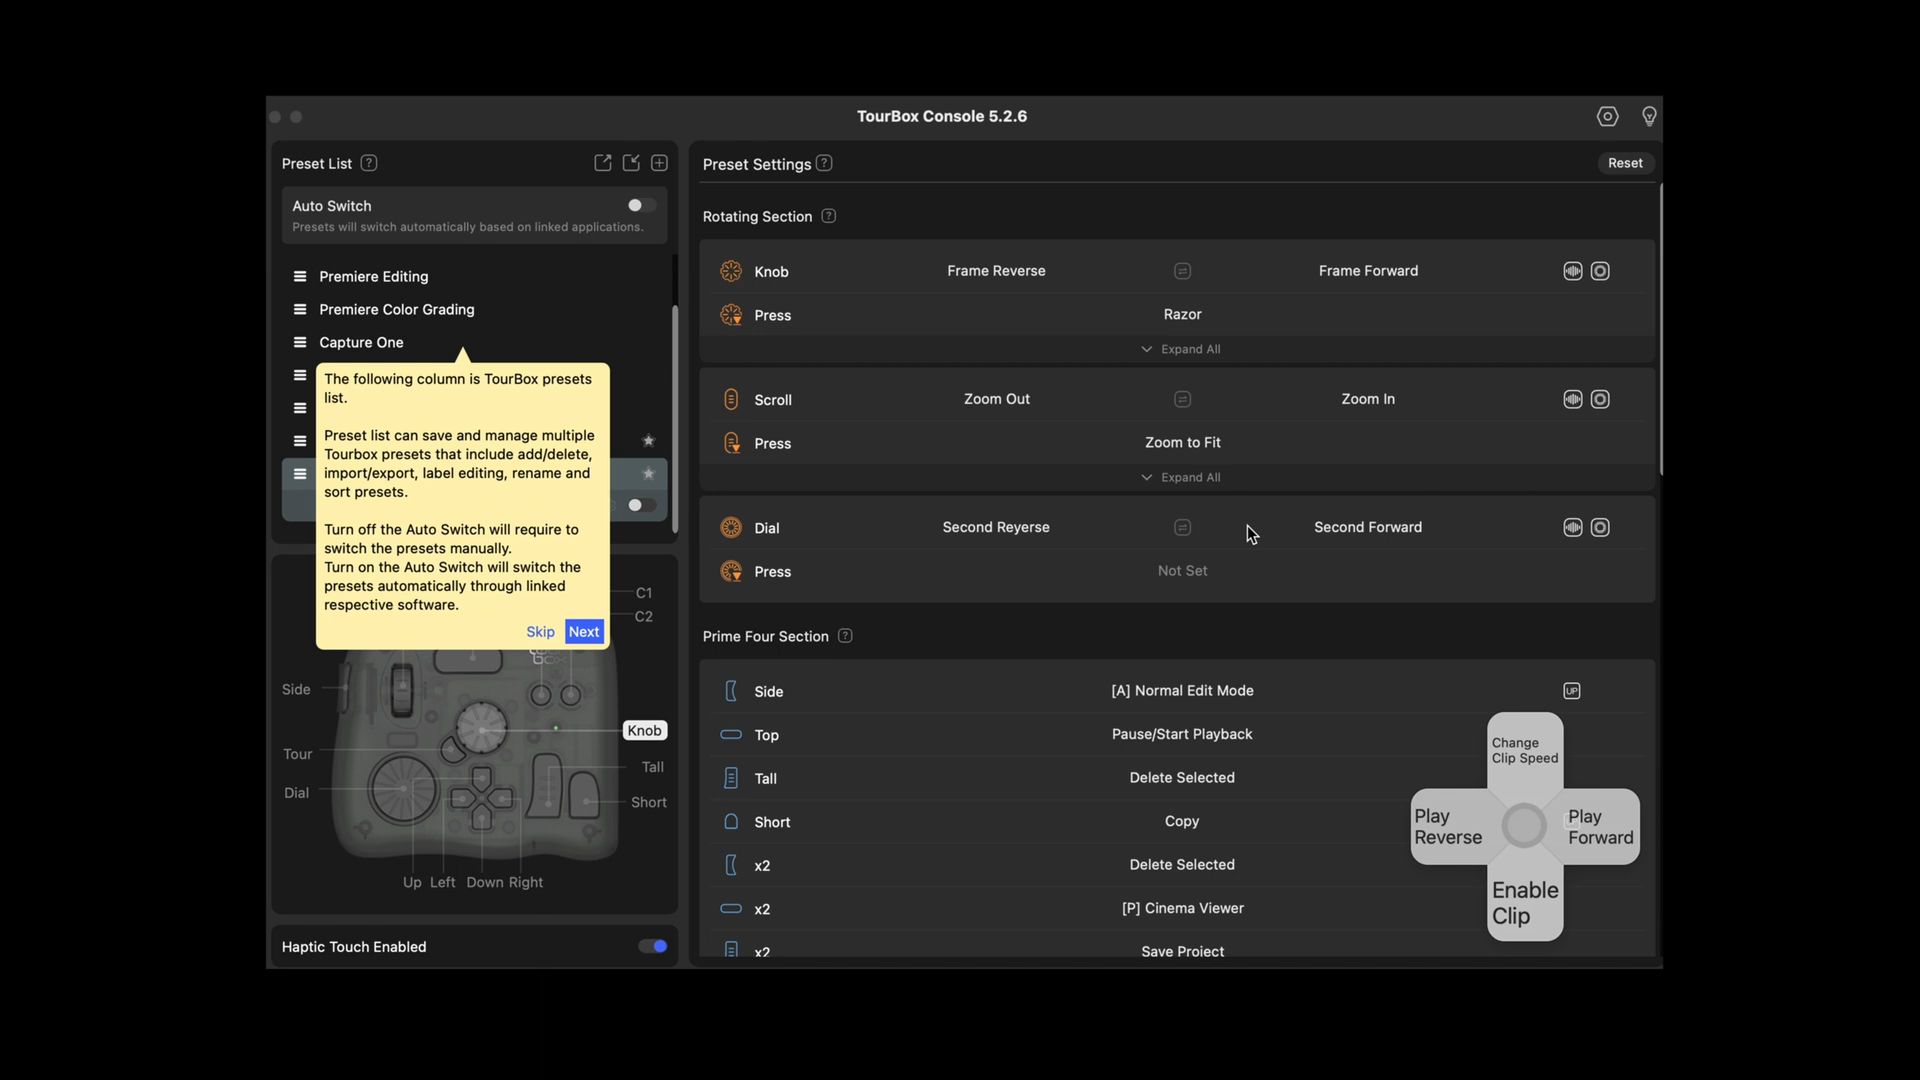 TourBox Console 5.2.6
Preset List ?
Auto Switch
Presets will switch automatically based on linked applications.
Premiere Editing
Premiere Color Grading
Capture One
The following column is TourBox presets
list.
Preset list can save and manage multiple
Tourbox presets that include add/delete,
import/export, label editing, rename and
sort presets.
Turn off the Auto Switch will require to
switch the presets manually.
Turn on the Auto Switch will switch the
presets automatically through linked
respective software.
Skip Next
C1
C2
Side
Knob
Tour
Tall
Dial
Short
Up Left Down Right
Haptic Touch Enabled
Preset Settings ?
Reset
Rotating Section ?
Knob Frame Reverse Frame Forward
Press Razor
Expand All
Scroll Zoom Out Zoom In
Press Zoom to Fit
Expand All
Dial Second Reyerse Second Forward
Press Not Set
Prime Four Section ?
Side [A] Normal Edit Mode UP
Top Pause/Start Playback
Tall Delete Selected
Short Copy
x2 Delete Selected
x2 [P] Cinema Viewer
x2 Save Project
Change
Clip Speed
Play
Reverse
Play
Forward
Enable
Clip